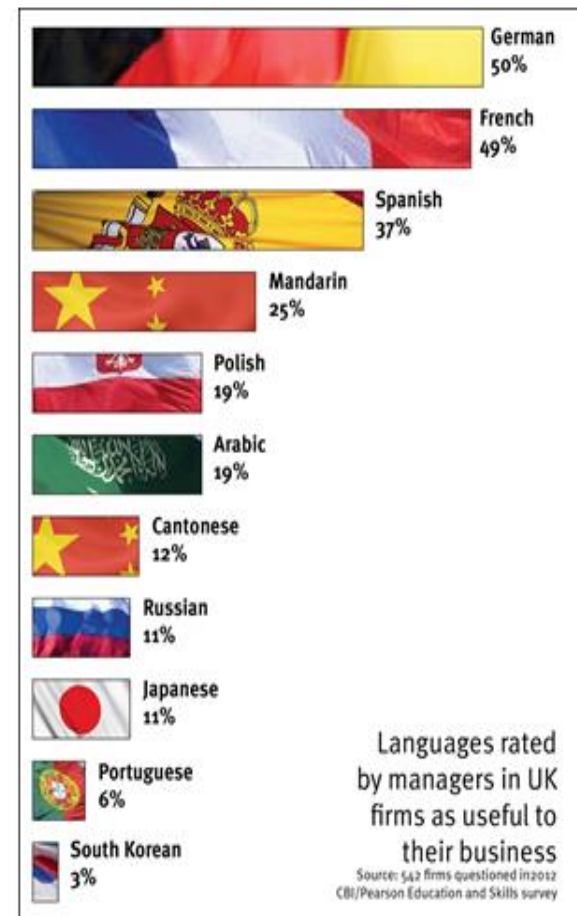 German
50%
French
49%
Spanish
37%
Mandarin
25%
Polish
19%
Arabic
19%
Cantonese
12%
Russian
11%
Japanese
11%
Portuguese
6%
South Korean
3%
Languages rated
by managers in UK
firms as useful to
their business
Source: 542 firms questioned in2012
CBI/Pearson Education and Skills survey